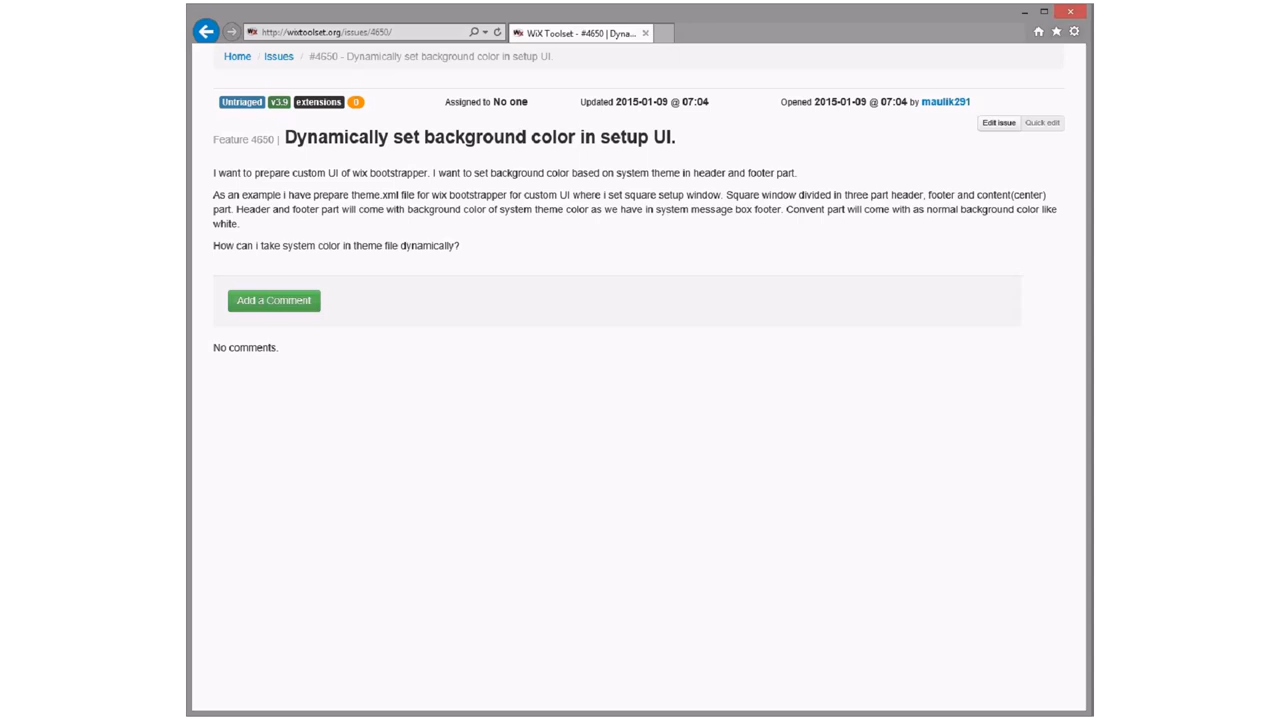 http://wixtoolset.org/issues/4650/
WiX Toolset - #4650 | Dyna...
Home / Issues / #4650 - Dynamically set background color in setup UI.
Untriaged v3.9 extensions 0 Assigned to No one Updated 2015-01-09 @ 07:04 Opened 2015-01-09 @ 07:04 by maulik291
Edit issue Quick edit
Feature 4650 | Dynamically set background color in setup UI.
I want to prepare custom UI of wix bootstrapper. I want to set background color based on system theme in header and footer part.
As an example i have prepare theme.xml file for wix bootstrapper for custom UI where i set square setup window. Square window divided in three part header, footer and content(center)
part. Header and footer part will come with background color of system theme color as we have in system message box footer. Convent part will come with as normal background color like
white.
How can i take system color in theme file dynamically?
Add a Comment
No comments.